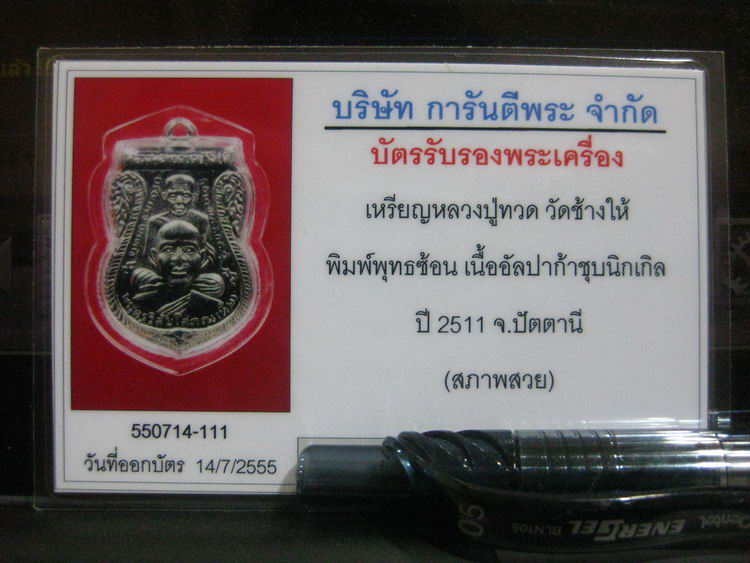 บริษัท การันตีพระ จำกัด
บัตรรับรองพระเครื่อง
เหรียญหลวงปู่ทวด วัดช้างให้
พิมพ์พุทธซ้อน เนื้ออัลปาก้าชุบนิกเกิล
ปี 2511 จ.ปัตตานี
(สภาพสวย)
550714-111
วันที่ออกบัตร 14/7/2555
05
Pentel ENERGEL BLN105